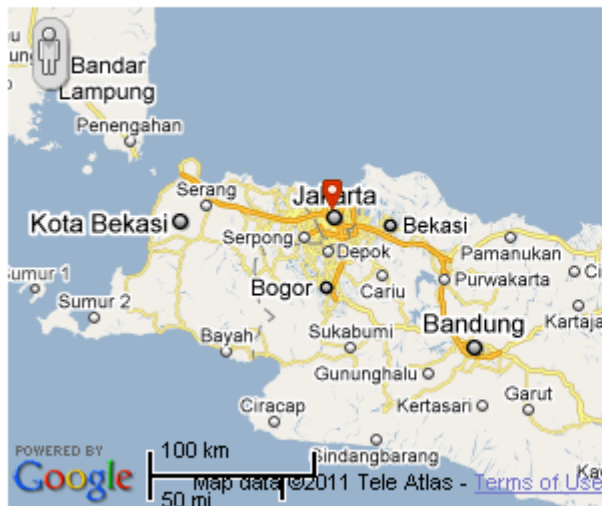 Bandar
Lampung
Penengahan
Serang
Jakarta
Kota Bekasi
Bekasi
Serpong
Depok
Pamanukan
Sumur 1
Purwakarta
Sumur 2
Bogor
Cariu
Kartaja
Bayah
Sukabumi
Bandung
Gununghalu
Ciracap
Kertasari
Garut
Sindangbarang
POWERED BY
Google
100 km
50 mi
Map data ©2011 Tele Atlas - Terms of Use